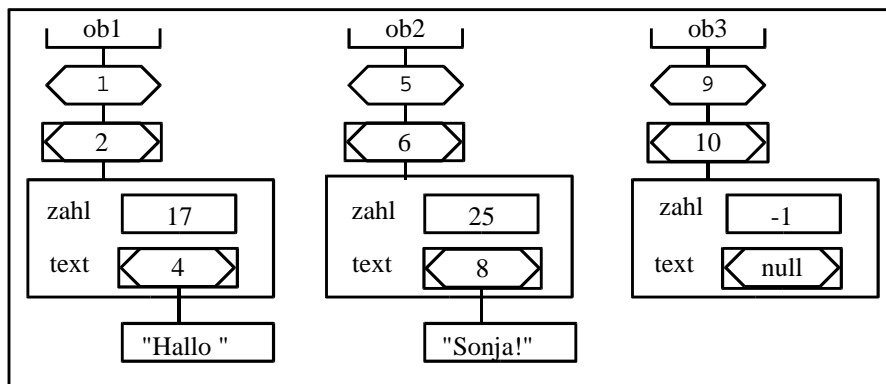 ob1 ob2 ob3
1 5 9
2 6 10
zahl 17 zahl 25 zahl -1
text 4 text 8 text null
"Hallo " "Sonja!"